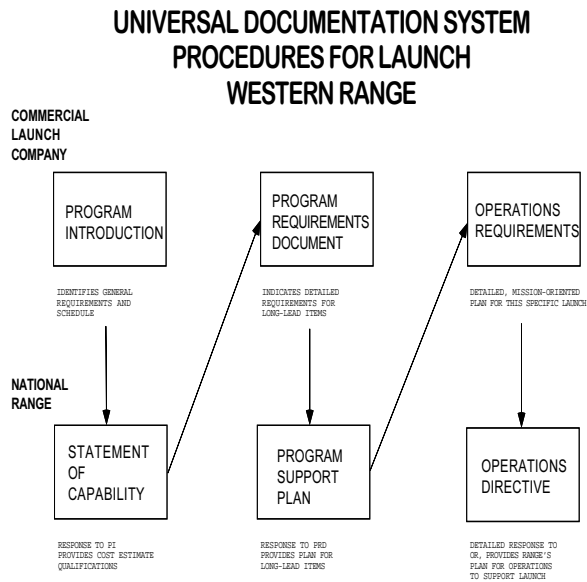 UNIVERSAL DOCUMENTATION SYSTEM
PROCEDURES FOR LAUNCH
WESTERN RANGE
COMMERCIAL
LAUNCH
COMPANY
PROGRAM
INTRODUCTION
IDENTIFIES GENERAL
REQUIREMENTS AND
SCHEDULE
PROGRAM
REQUIREMENTS
DOCUMENT
INDICATES DETAILED
REQUIREMENTS FOR
LONG-LEAD ITEMS
OPERATIONS
REQUIREMENTS
DETAILED, MISSION-ORIENTED
PLAN FOR THIS SPECIFIC LAUNCH
NATIONAL
RANGE
STATEMENT
OF
CAPABILITY
RESPONSE TO PI
PROVIDES COST ESTIMATE
QUALIFICATIONS
PROGRAM
SUPPORT
PLAN
RESPONSE TO PRD
PROVIDES PLAN FOR
LONG-LEAD ITEMS
OPERATIONS
DIRECTIVE
DETAILED RESPONSE TO
OR, PROVIDES RANGE'S
PLAN FOR OPERATIONS
TO SUPPORT LAUNCH